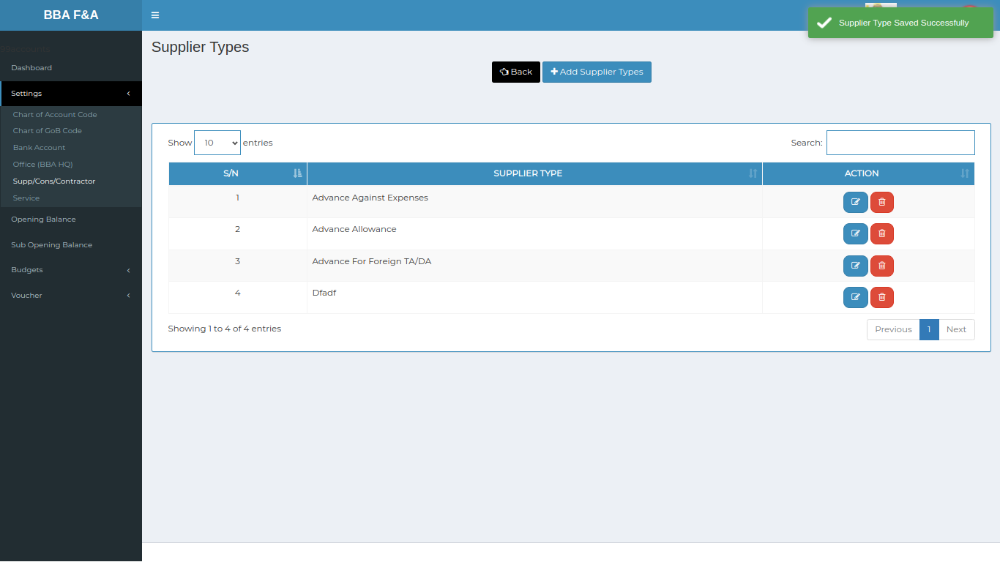 BBA F&A
Supplier Type Saved Successfully
Dashboard
Settings
Chart of Account Code
Chart of GoB Code
Bank Account
Office (BBA HQ)
Supp/Cons/Contractor
Service
Opening Balance
Sub Opening Balance
Budgets
Voucher
Supplier Types
Back Add Supplier Types
Show 10 entries Search:
S/N SUPPLIER TYPE ACTION
1 Advance Against Expenses
2 Advance Allowance
3 Advance For Foreign TA/DA
4 Dfadf
Showing 1 to 4 of 4 entries Previous 1 Next